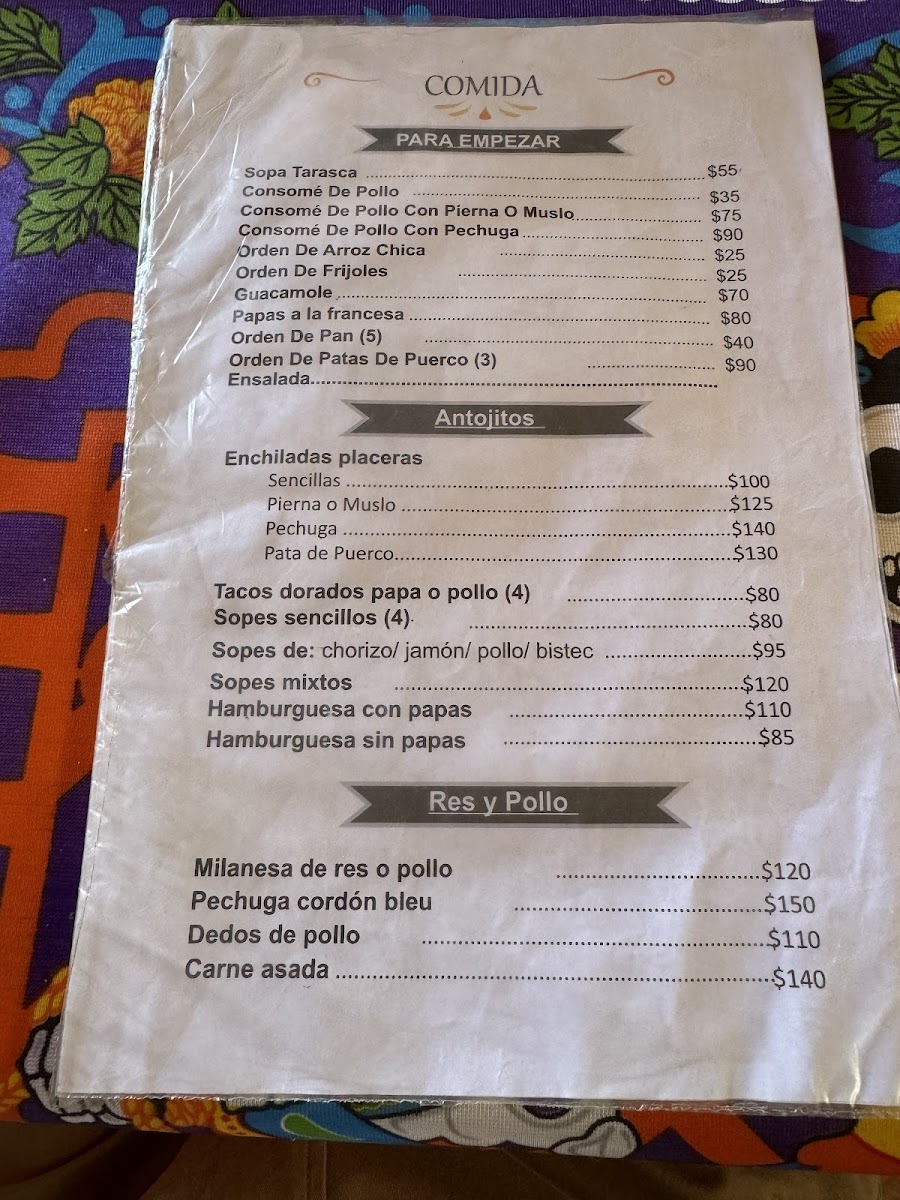 COMIDA
PARA EMPEZAR
Sopa Tarasca ........ $55
Consomé De Pollo ........ $35
Consomé De Pollo Con Pierna O Muslo ........ $75
Consomé De Pollo Con Pechuga ........ $90
Orden De Arroz Chica ........ $25
Orden De Frijoles ........ $25
Guacamole ........ $70
Papas a la francesa ........ $80
Orden De Pan (5) ........ $40
Orden De Patas De Puerco (3) ........ $90
Ensalada........
Antojitos
Enchiladas placeras
Sencillas ........ $100
Pierna o Muslo ........ $125
Pechuga ........ $140
Pata de Puerco........ $130
Tacos dorados papa o pollo (4) ........ $80
Sopes sencillos (4) ........ $80
Sopes de: chorizo/ jamón/ pollo/ bistec ........ $95
Sopes mixtos ........ $120
Hamburguesa con papas ........ $110
Hamburguesa sin papas ........ $85
Res y Pollo
Milanesa de res o pollo ........ $120
Pechuga cordón bleu ........ $150
Dedos de pollo ........ $110
Carne asada ........ $140